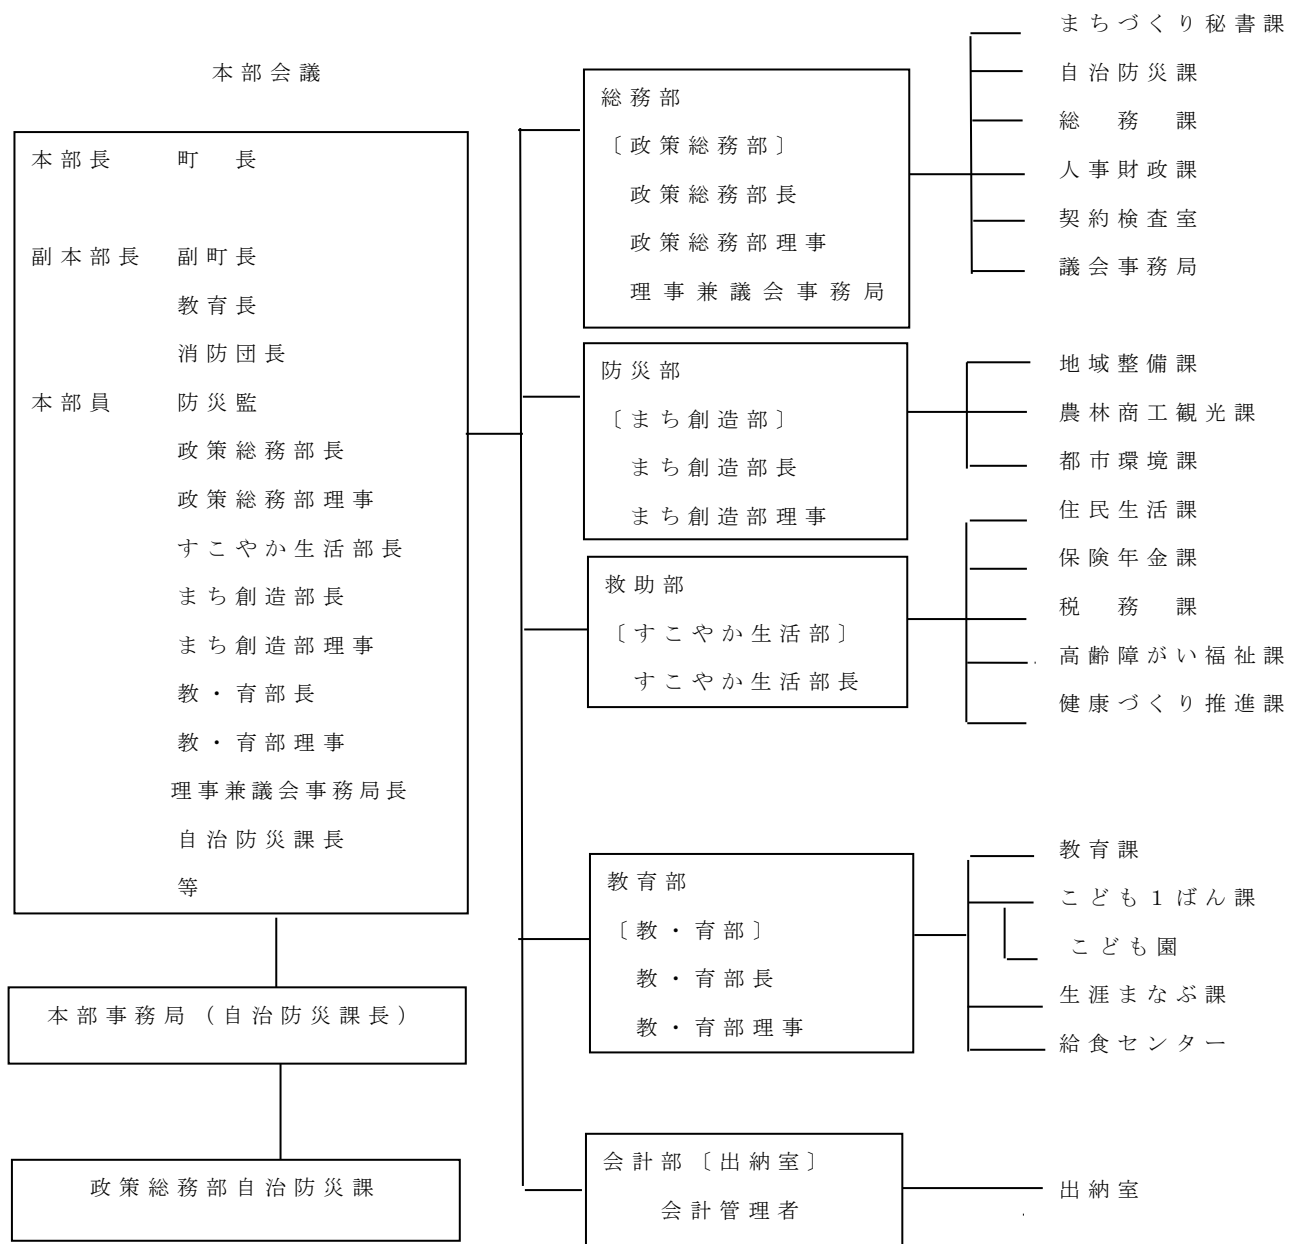 本部会議
本部長 町 長
副本部長 副町長
教育長
消防団長
本部員 防災監
政策総務部長
政策総務部理事
すこやか生活部長
まち創造部長
まち創造部理事
教・育部長
教・育部理事
理事兼議会事務局長
自治防災課長
等
本部事務局（自治防災課長）
政策総務部自治防災課
総務部
〔政策総務部〕
政策総務部長
政策総務部理事
理事兼議会事務局
まちづくり秘書課
自治防災課
総 務 課
人事財政課
契約検査室
議会事務局
防災部
〔まち創造部〕
まち創造部長
まち創造部理事
地域整備課
農林商工観光課
都市環境課
救助部
〔すこやか生活部〕
すこやか生活部長
住民生活課
保険年金課
税 務 課
高齢障がい福祉課
健康づくり推進課
教育部
〔教・育部〕
教・育部長
教・育部理事
教育課
こども１ばん課
こども園
生涯まなぶ課
給食センター
会計部〔出納室〕
会計管理者
出納室